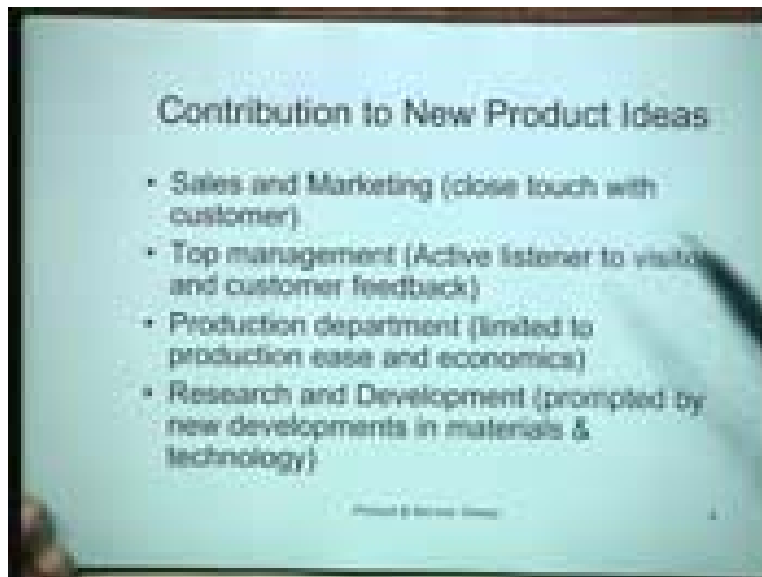 Contribution to New Product Ideas
• Sales and Marketing (close touch with
customer)
• Top management (Active listener to
and customer feedback)
• Production department (limited to
production ease and economics)
• Research and Development (prompted by
new developments in materials &
technology)